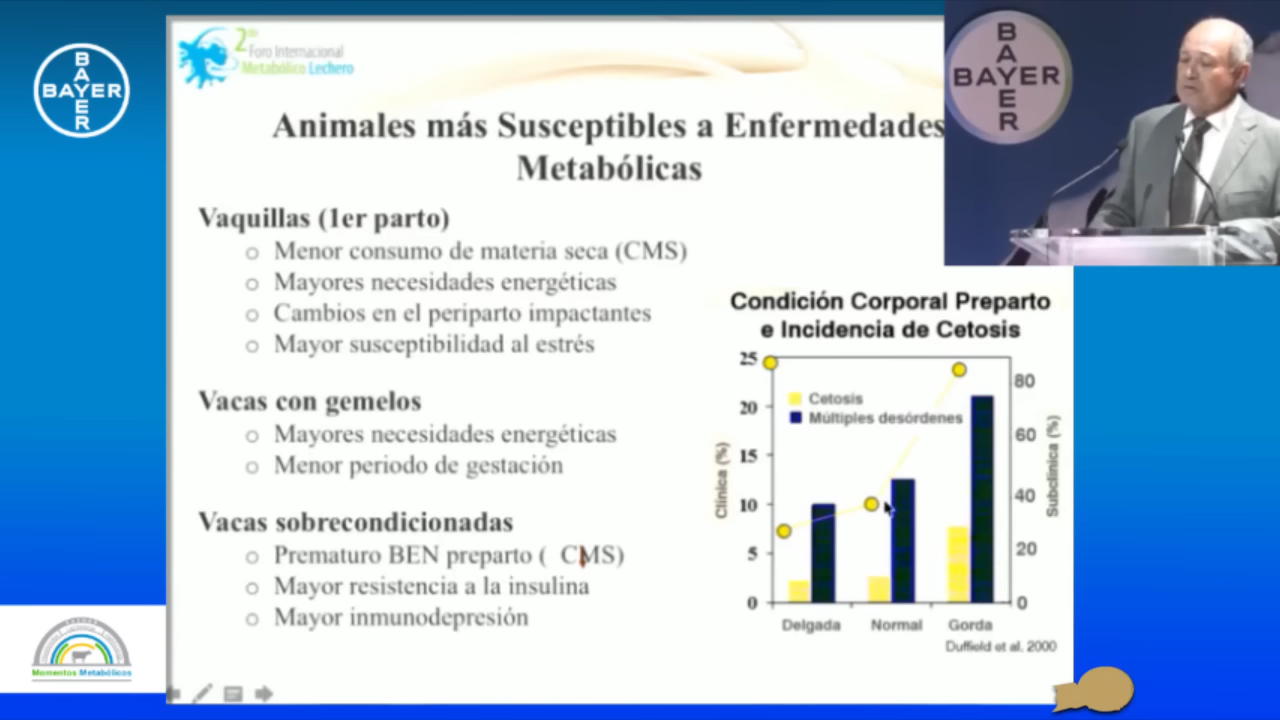 BAYER
BAYER
2do Foro Internacional
Metabólico Lechero
BAYER
BAYER
Animales más Susceptibles a Enfermedades
Metabólicas
Vaquillas (1er parto)
Menor consumo de materia seca (CMS)
Mayores necesidades energéticas
Cambios en el periparto impactantes
Mayor susceptibilidad al estrés
Vacas con gemelos
Mayores necesidades energéticas
Menor periodo de gestación
Vacas sobrecondicionadas
Prematuro BEN preparto ( CMS)
Mayor resistencia a la insulina
Mayor inmunodepresión
Condición Corporal Preparto
e Incidencia de Cetosis
25
20
15
10
5
0
Clínica (%)
Cetosis
Múltiples desórdenes
80
60
40
20
0
Subclínica (%)
Delgada Normal Gorda
Duffield et al. 2000
Momentos Metabólicos